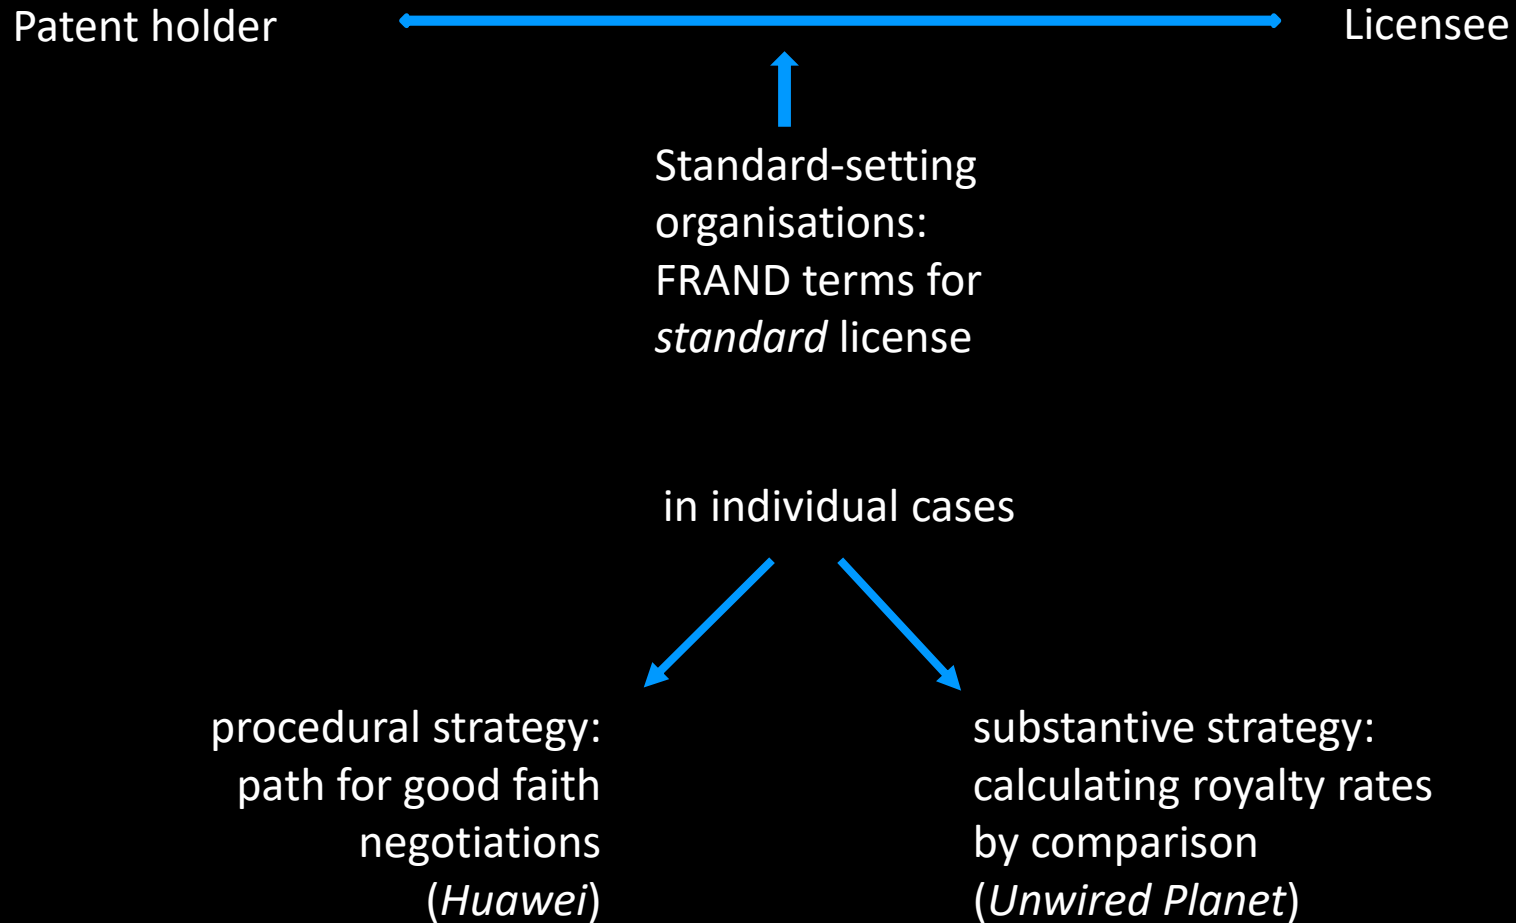 Patent holder
Licensee
Standard-setting
organisations:
FRAND terms for
standard license
in individual cases
procedural strategy:
path for good faith
negotiations
(Huawei)
substantive strategy:
calculating royalty rates
by comparison
(Unwired Planet)